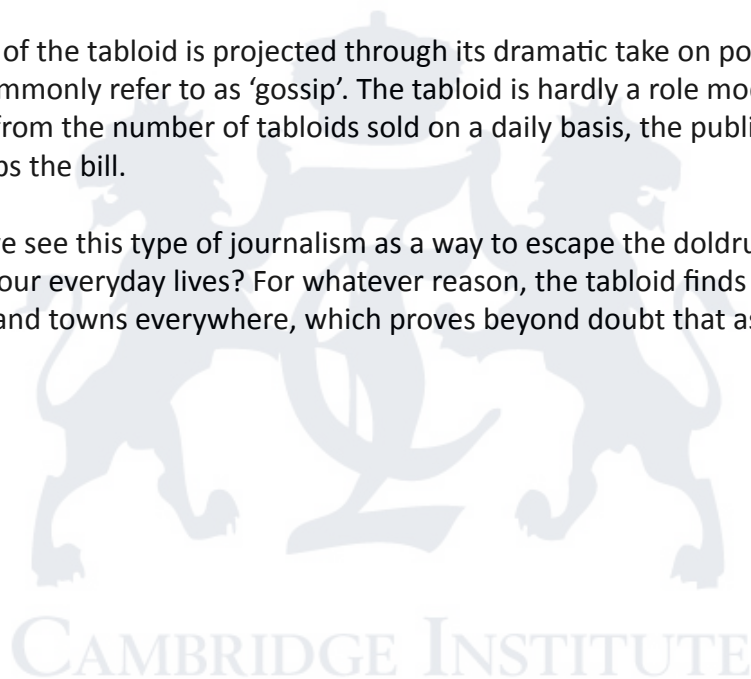 of the tabloid is projected through its dramatic take on po
mmonly refer to as ‘gossip’. The tabloid is hardly a role mo
from the number of tabloids sold on a daily basis, the publi
ps the bill.
e see this type of journalism as a way to escape the doldru
our everyday lives? For whatever reason, the tabloid finds
and towns everywhere, which proves beyond doubt that as
CAMBRIDGE INSTITUTE